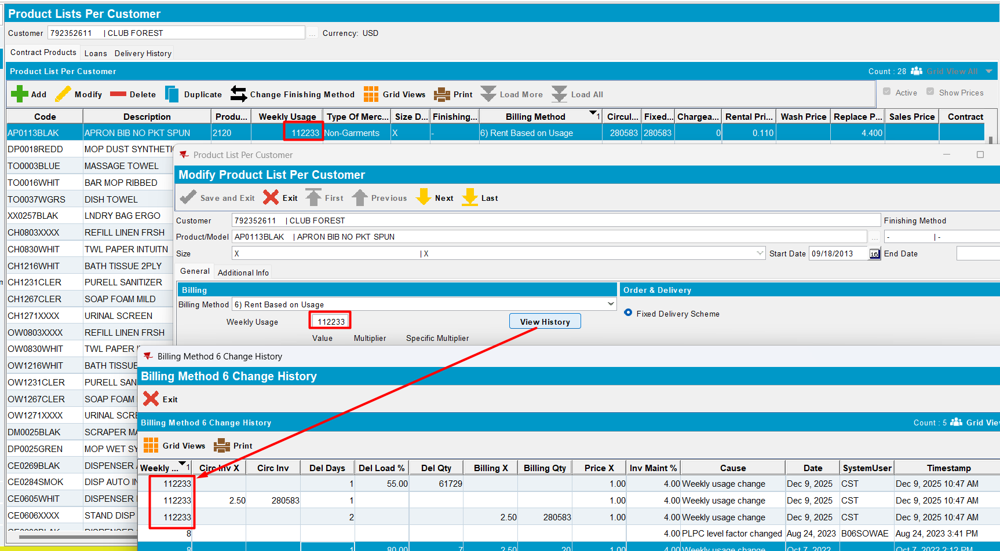 Product Lists Per Customer
Customer 792352611 | CLUB FOREST ... Currency: USD
Contract Products Loans Delivery History
Product List Per Customer Count : 28 Grid View All
Add Modify Delete Duplicate Change Finishing Method Grid Views Print Load More Load All Active Show Prices
Code Description Produ... Weekly Usage Type Of Merc... Size D... Finishing... Billing Method 1 Circul... Fixed... Chargea... Rental Pri... Wash Price Replace P... Sales Price Contract
AP0113BLAK APRON BIB NO PKT SPUN 2120 112233 Non-Garments X - 6) Rent Based on Usage 280583 280583 0 0.110 4.400
DP0018REDD MOP DUST SYNTHETIC
TO0003BLUE MASSAGE TOWEL
TO0016WHIT BAR MOP RIBBED
TO0037WGRS DISH TOWEL
XX0257BLAK LNDRY BAG ERGO
CH0803XXXX REFILL LINEN FRSH
CH0830WHIT TWL PAPER INTUITN
CH1216WHIT BATH TISSUE 2PLY
CH1231CLER PURELL SANITIZER
CH1267CLER SOAP FOAM MILD
CH1271XXXX URINAL SCREEN
OW0803XXXX REFILL LINEN FRSH
OW0830WHIT TWL PAPER
OW1216WHIT BATH TISSUE
OW1231CLER PURELL SAN
OW1267CLER SOAP FOAM
OW1271XXXX URINAL SCRE
DM0025BLAK SCRAPER MA
DP0025GREN MOP WET SY
CE0269BLAK DISPENSER
CE0284SMOK DISP AUTO IN
CE0605WHIT DISPENSER
CE0606XXXX STAND DISP
Product List Per Customer
Modify Product List Per Customer
Save and Exit Exit First Previous Next Last
Customer 792352611 | CLUB FOREST Finishing Method
Product/Model AP0113BLAK | APRON BIB NO PKT SPUN ... - | -
Size X | X Start Date 09/18/2013 16 End Date
General Additional Info
Billing Order & Delivery
Billing Method 6) Rent Based on Usage
Fixed Delivery Scheme
Weekly Usage 112233 View History
Value Multiplier Specific Multiplier
Billing Method 6 Change History
Billing Method 6 Change History
Exit
Billing Method 6 Change History Count : 5 Grid Vie
Grid Views Print
Weekly ... 1 Circ Inv X Circ Inv Del Days Del Load % Del Qty Billing X Billing Qty Price X Inv Maint % Cause Date SystemUser Timestamp
112233 1 55.00 61729 1.00 4.00 Weekly usage change Dec 9, 2025 CST Dec 9, 2025 10:47 AM
112233 2.50 280583 1 1.00 4.00 Weekly usage change Dec 9, 2025 CST Dec 9, 2025 10:47 AM
112233 2 2.50 280583 1.00 4.00 Weekly usage change Dec 9, 2025 CST Dec 9, 2025 10:47 AM
8 4.00 PLPC level factor changed Aug 24, 2023 B06SOWAE Aug 24, 2023 3:41 PM
8 1 80.00 7 2.50 20 1.00 4.00 Weekly usage change Oct 7, 2022 Oct 7, 2022 2:12 PM